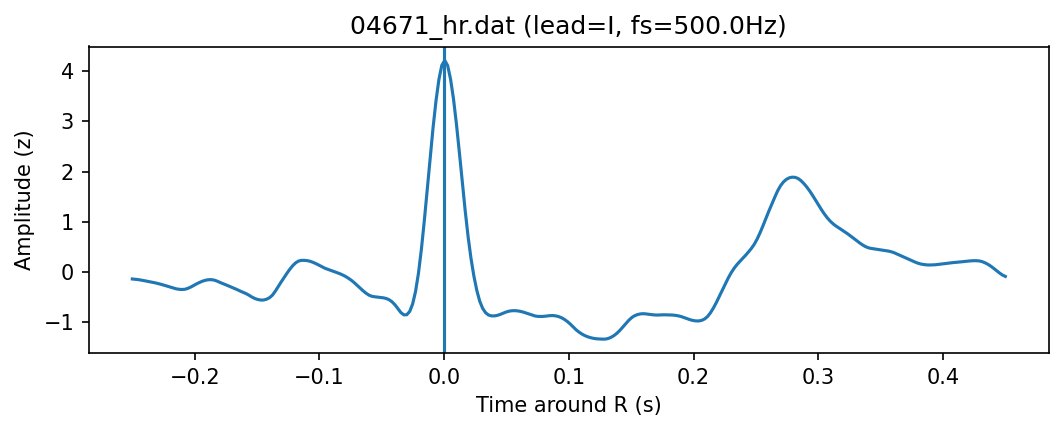 04671_hr.dat (lead=I, fs=500.0Hz)
Amplitude (z)
4
3
2
1
0
−1
−0.2 −0.1 0.0 0.1 0.2 0.3 0.4
Time around R (s)